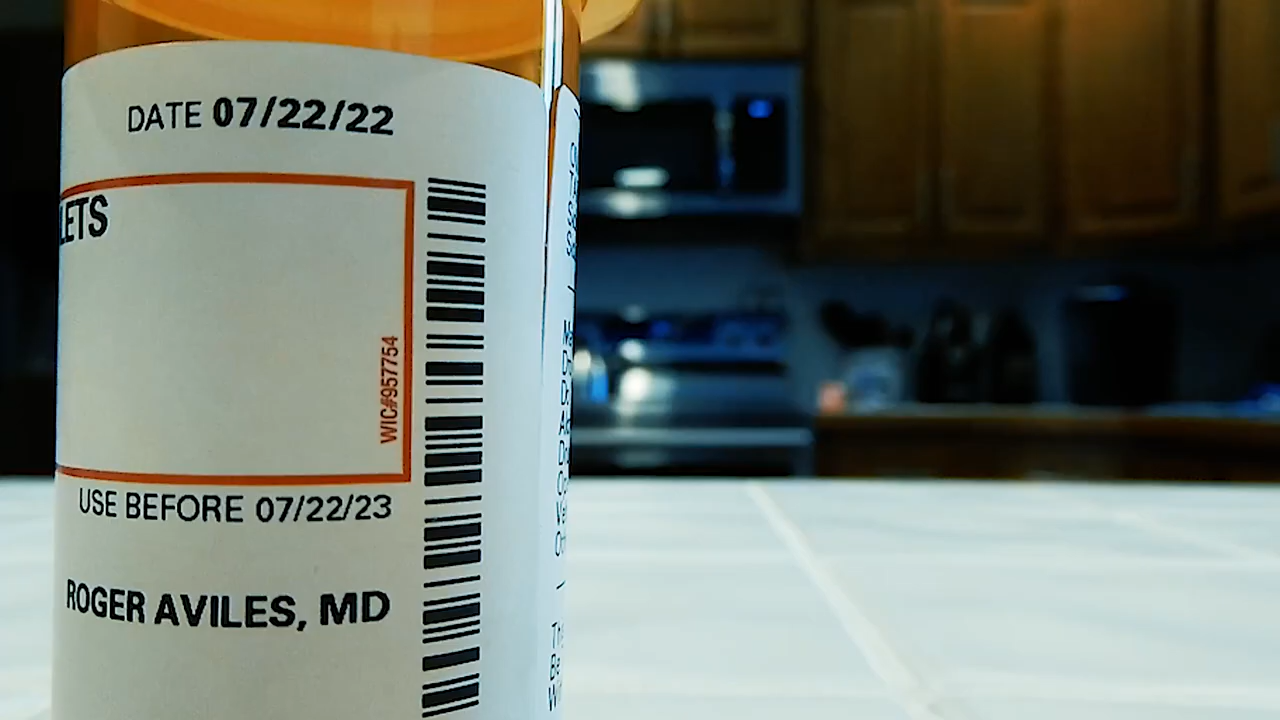 DATE 07/22/22
LETS
WIC#957754
USE BEFORE 07/22/23
ROGER AVILES, MD